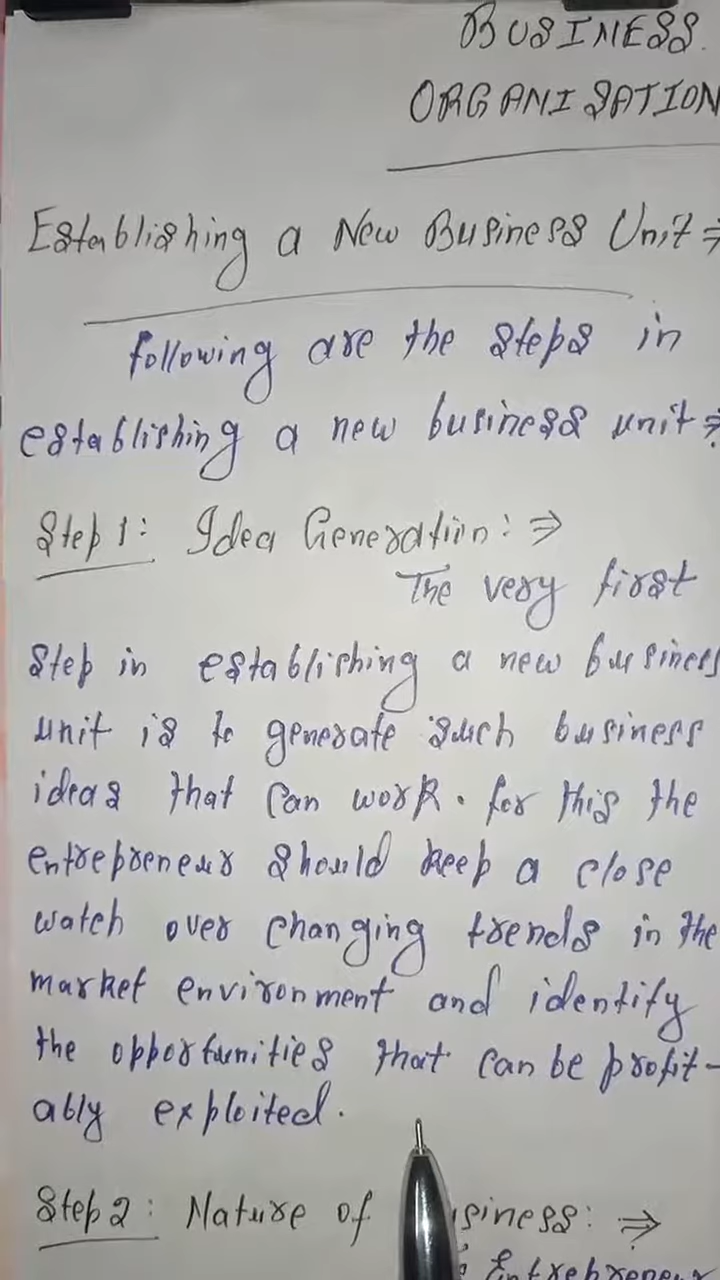 BUSINESS
ORGANISATION
Establishing a New Business Unit ⇒
following are the steps in
establishing a new business unit ⇒
Step 1: Idea Generation: ⇒
The very first
Step in establishing a new business
unit is to generate such business
ideas that can work. for this the
entrepreneur should keep a close
watch over changing trends in the
market environment and identify
the opportunities that can be profit-
ably exploited.
Step 2: Nature of siness: ⇒
Entrepreneur